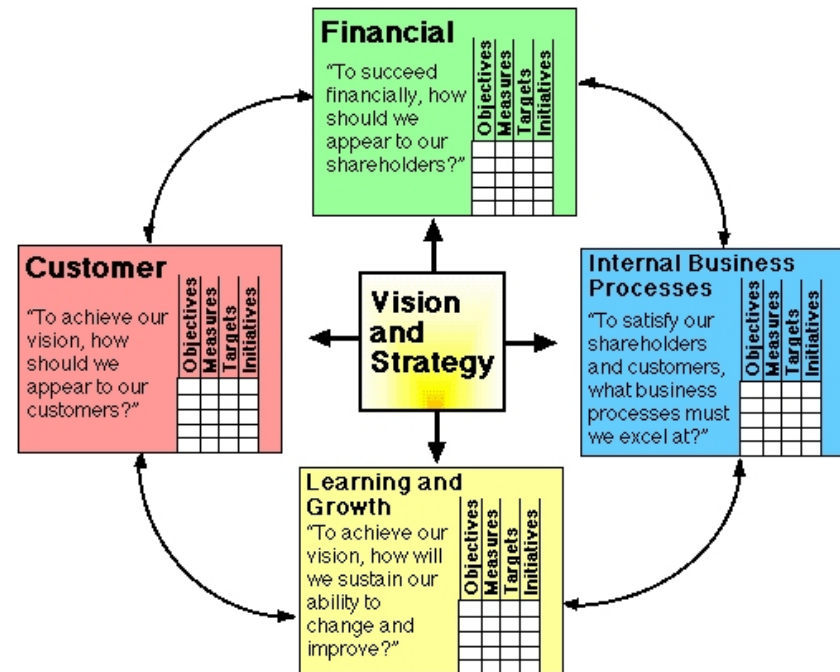 Financial
“To succeed
financially, how
should we
appear to our
shareholders?”
Objectives
Measures
Targets
Initiatives
Customer
“To achieve our
vision, how
should we
appear to our
customers?”
Objectives
Measures
Targets
Initiatives
Vision
and
Strategy
Internal Business
Processes
“To satisfy our
shareholders
and customers,
what business
processes must
we excel at?”
Objectives
Measures
Targets
Initiatives
Learning and
Growth
“To achieve our
vision, how will
we sustain our
ability to
change and
improve?”
Objectives
Measures
Targets
Initiatives